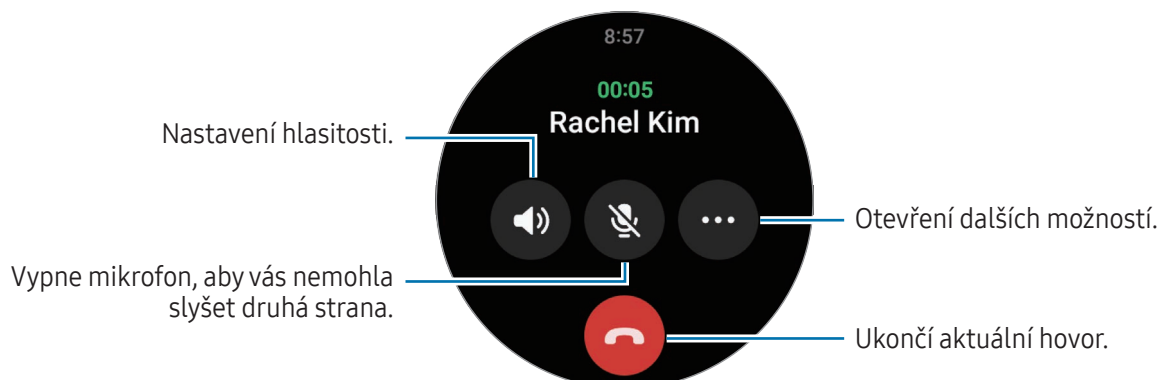 8:57
00:05
Rachel Kim
Nastavení hlasitosti.
Otevření dalších možností.
Vypne mikrofon, aby vás nemohla
slyšet druhá strana.
Ukončí aktuální hovor.